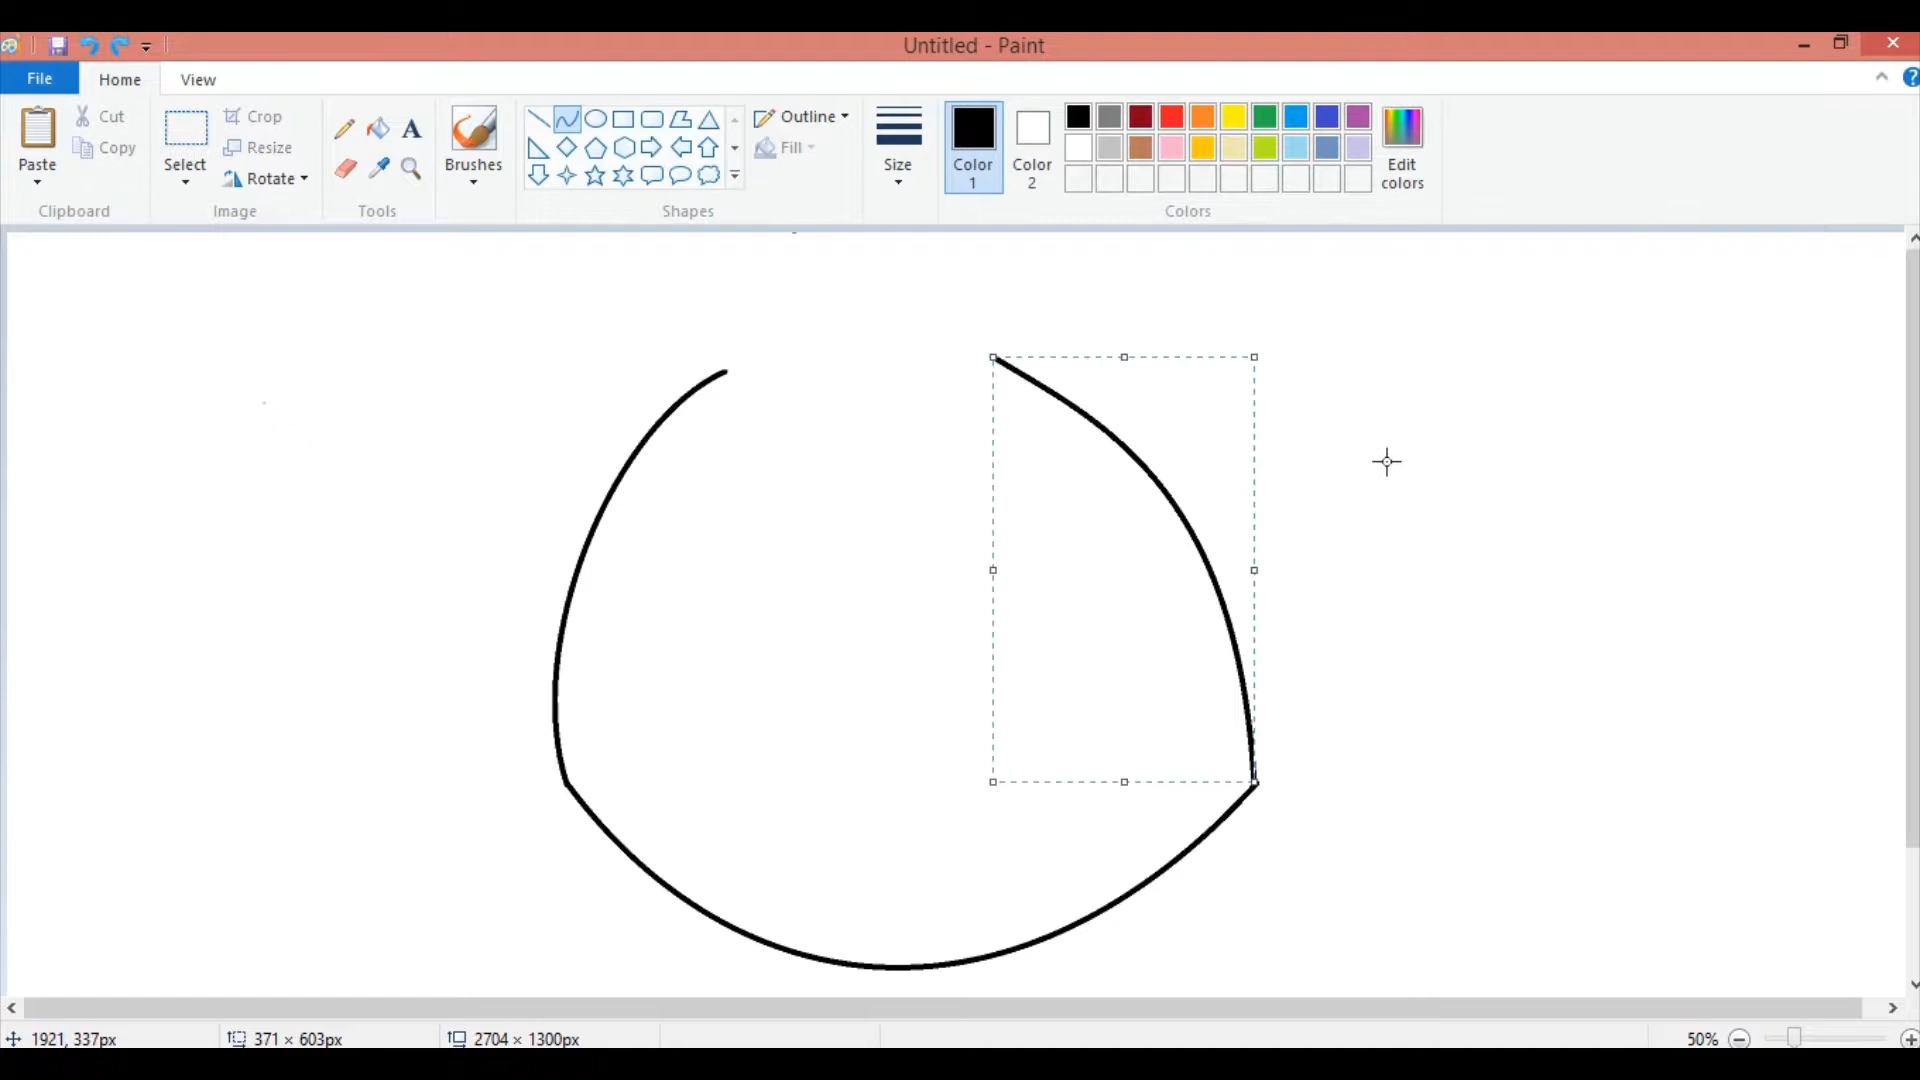 Untitled - Paint
File Home View
Paste
Cut
Copy
Clipboard
Select
Crop
Resize
Rotate
Image
A
Tools
Brushes
Shapes
Outline
Fill
Size
Color 1
Color 2
Colors
Edit colors
?
1921, 337px 371 × 603px 2704 × 1300px 50%